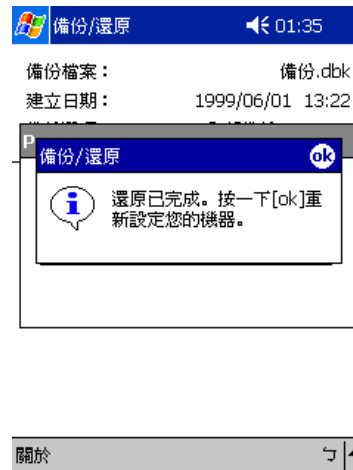 備份/還原 01:35
備份檔案： 備份.dbk
建立日期： 1999/06/01 13:22
P
備份/還原 ok
還原已完成。按一下[ok]重
新設定您的機器。
關於 ㄅ